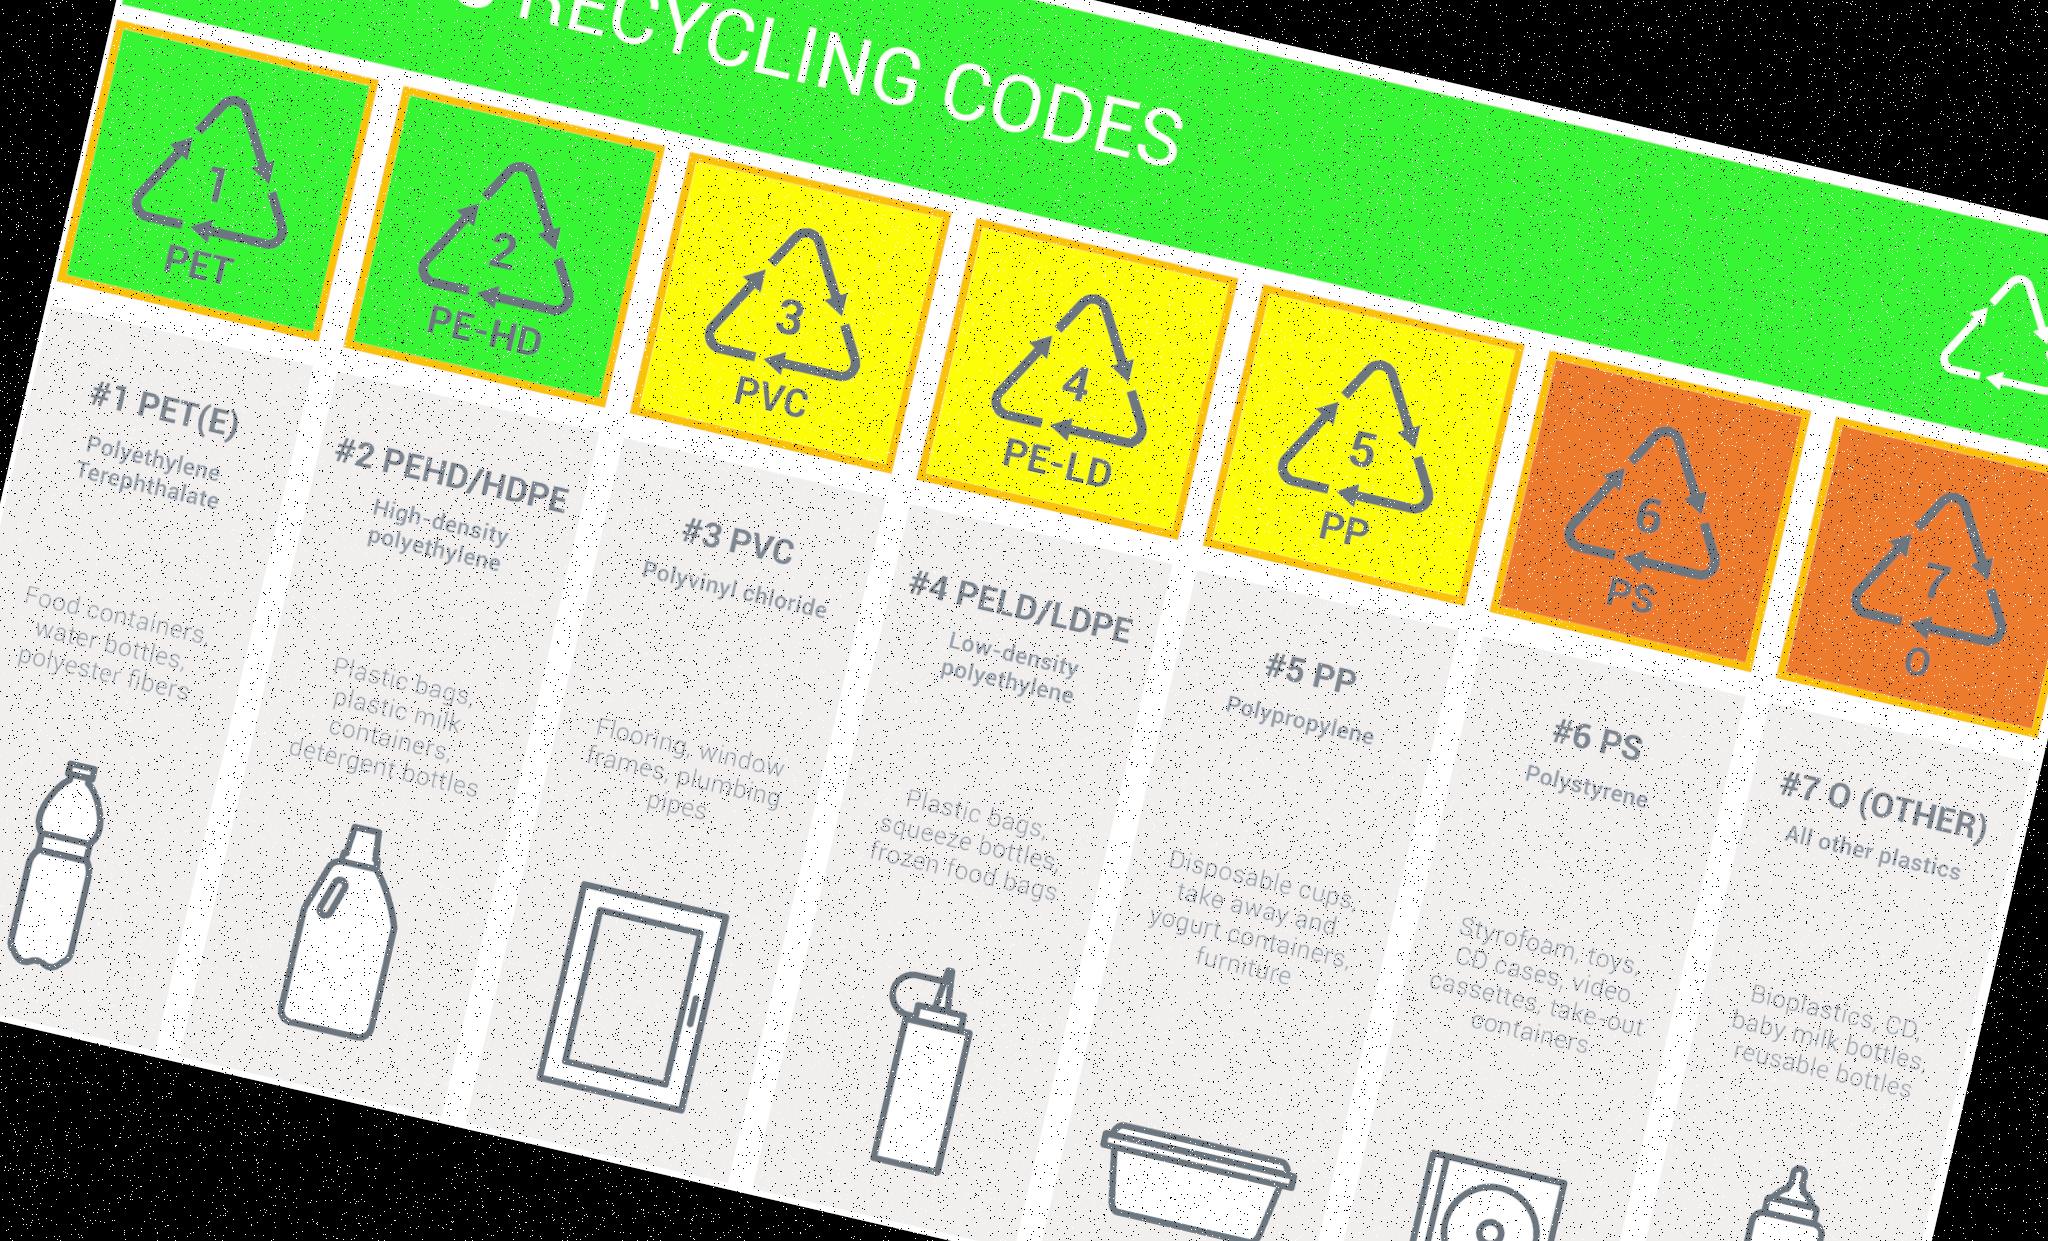 RECYCLING CODES
1
PET
2
PE-HD
3
PVC
4
PE-LD
5
PP
6
PS
7
O
#1 PET(E)
Polyethylene
Terephthalate
Food containers,
water bottles,
polyester fibers
#2 PEHD/HDPE
High-density
polyethylene
Plastic bags,
plastic milk
containers,
detergent bottles
#3 PVC
Polyvinyl chloride
Flooring, window
frames, plumbing
pipes
#4 PELD/LDPE
Low-density
polyethylene
Plastic bags,
squeeze bottles,
frozen food bags
#5 PP
Polypropylene
Disposable cups,
take away and
yogurt containers,
furniture
#6 PS
Polystyrene
Styrofoam, toys,
CD cases, video
cassettes, take-out
containers
#7 O (OTHER)
All other plastics
Bioplastics, CD,
baby milk bottles,
reusable bottles